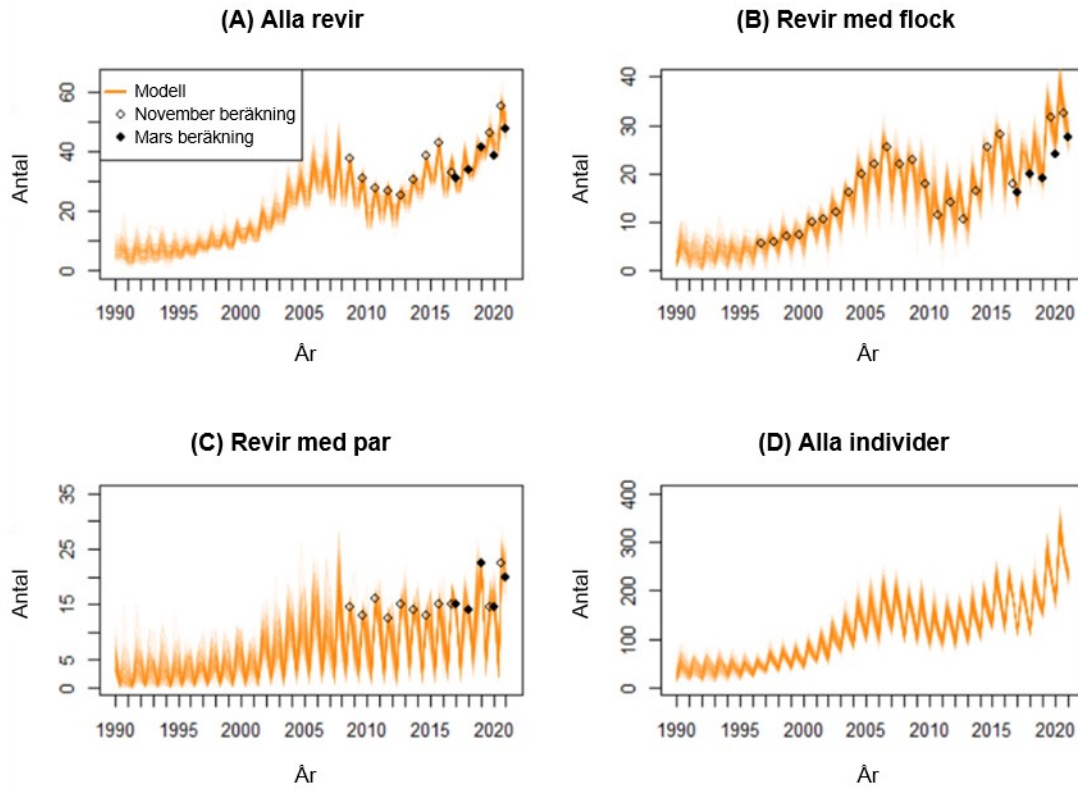 (A) Alla revir
Antal
60
40
20
0
Modell
November beräkning
Mars beräkning
1990 1995 2000 2005 2010 2015 2020
År
(B) Revir med flock
Antal
40
30
20
10
0
1990 1995 2000 2005 2010 2015 2020
År
(C) Revir med par
Antal
35
25
15
5
0
1990 1995 2000 2005 2010 2015 2020
År
(D) Alla individer
Antal
400
300
200
100
0
1990 1995 2000 2005 2010 2015 2020
År